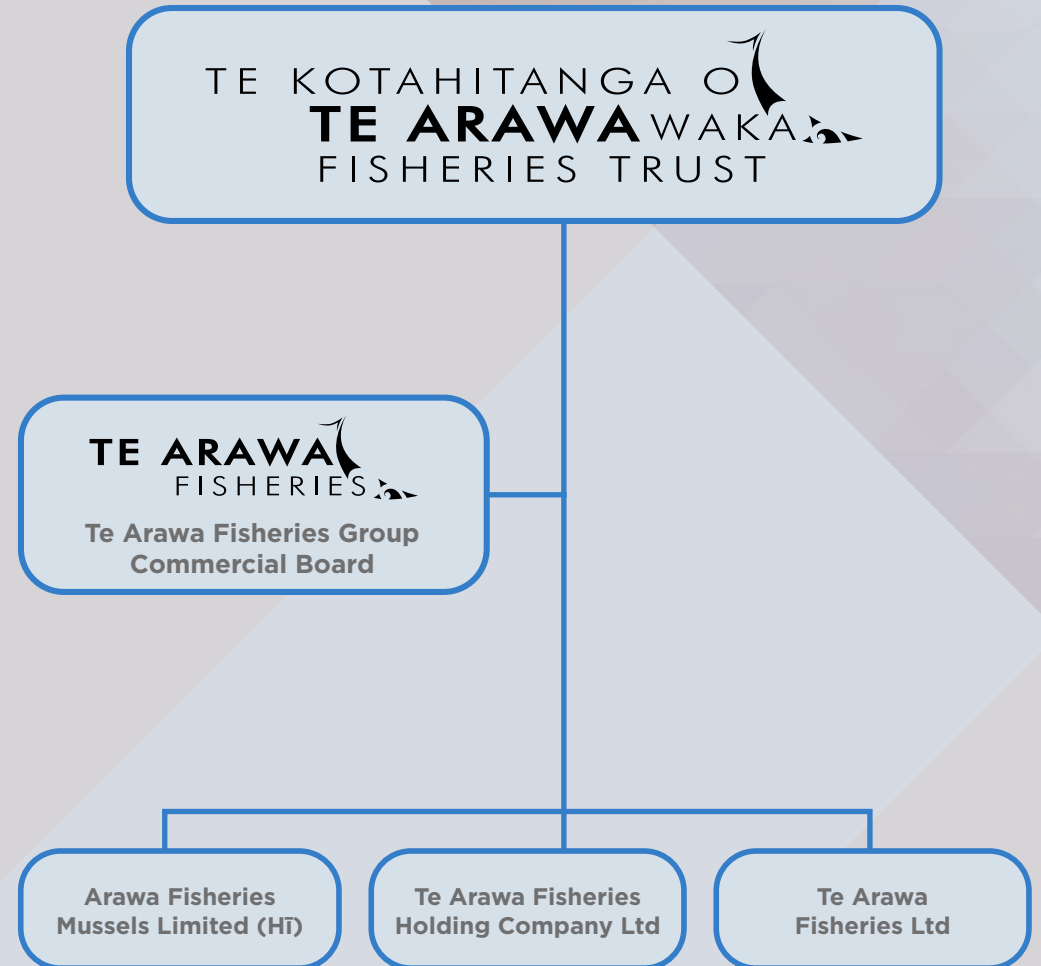 TE KOTAHITANGA O
TE ARAWA WAKA
FISHERIES TRUST
TE ARAWA
FISHERIES
Te Arawa Fisheries Group
Commercial Board
Arawa Fisheries
Mussels Limited (Hī)
Te Arawa Fisheries
Holding Company Ltd
Te Arawa
Fisheries Ltd